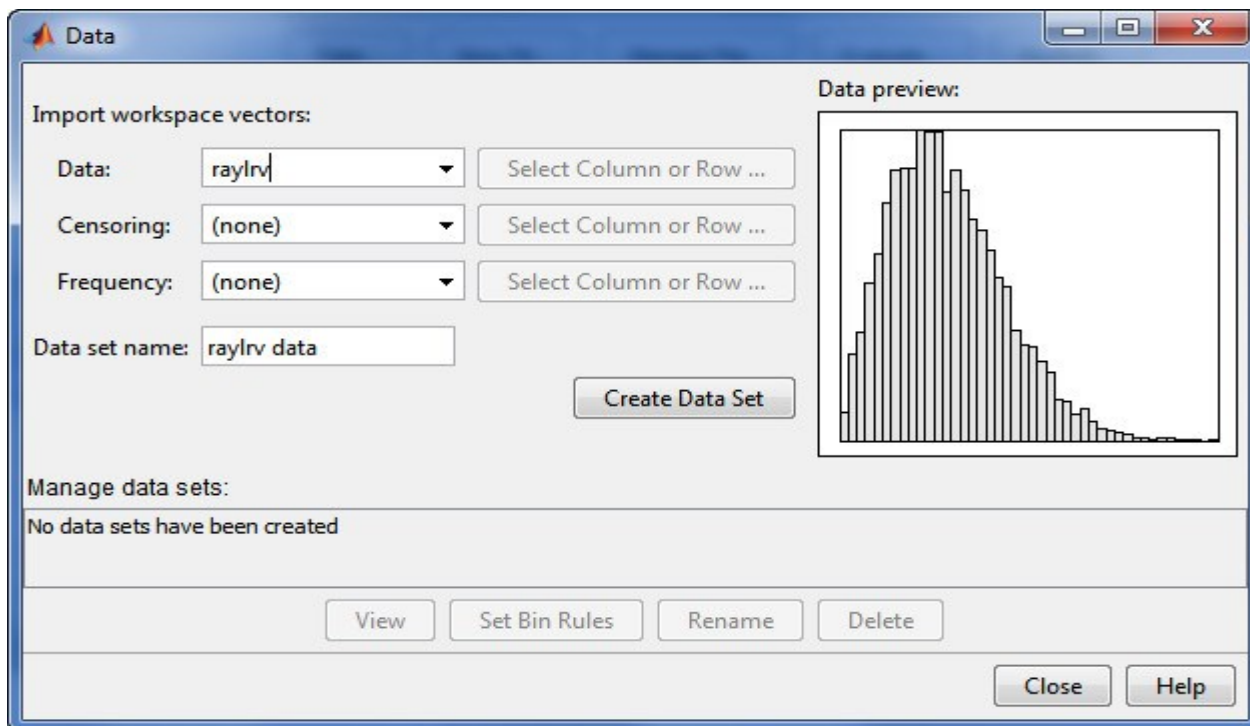 Data
Import workspace vectors:
Data preview:
Data: raylrv Select Column or Row ...
Censoring: (none) Select Column or Row ...
Frequency: (none) Select Column or Row ...
Data set name: raylrv data
Create Data Set
Manage data sets:
No data sets have been created
View Set Bin Rules Rename Delete
Close Help